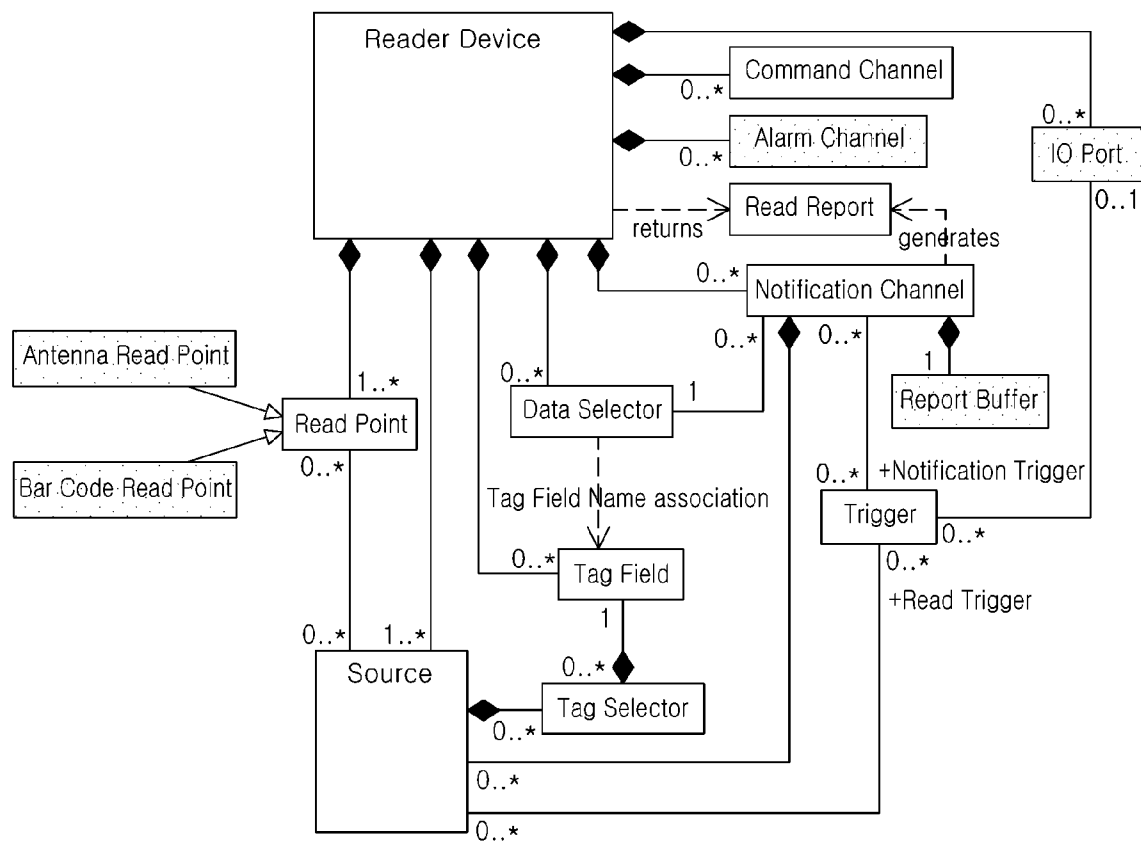 Reader Device
Command Channel
0..*
Alarm Channel
0..*
0..*
IO Port
0..1
Read Report
returns
generates
0..*
Notification Channel
0..*
0..*
Antenna Read Point
1..*
0..*
1
1
Data Selector
Report Buffer
Read Point
0..*
Bar Code Read Point
0..*
+Notification Trigger
Tag Field Name association
Trigger
0..*
0..*
0..*
Tag Field
+Read Trigger
1
0..*
1..*
0..*
Source
Tag Selector
0..*
0..*
0..*